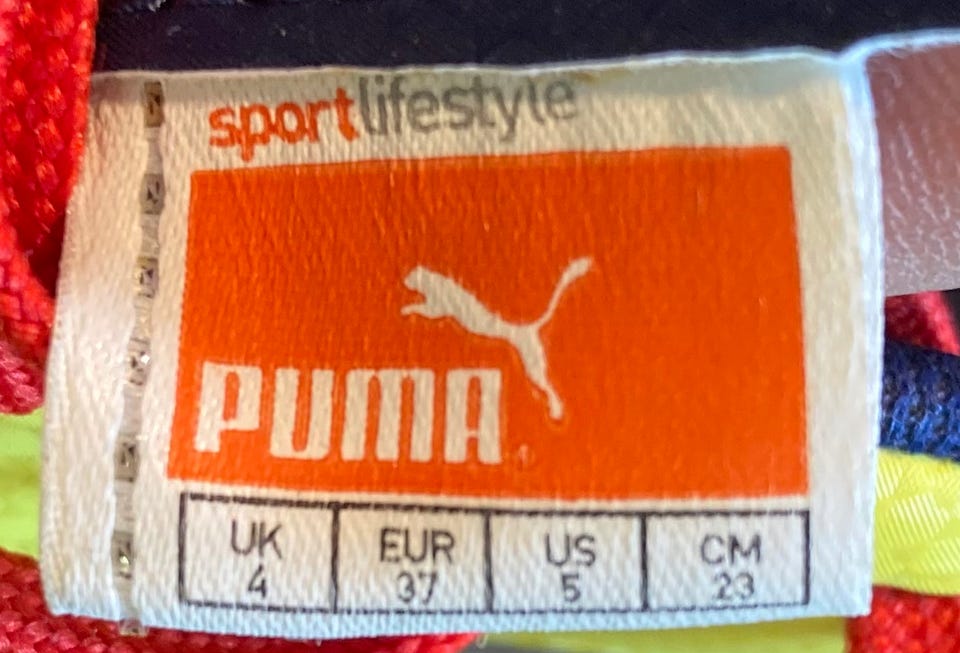 sportlifestyle
PUMA
UK EUR US CM
4 37 5 23